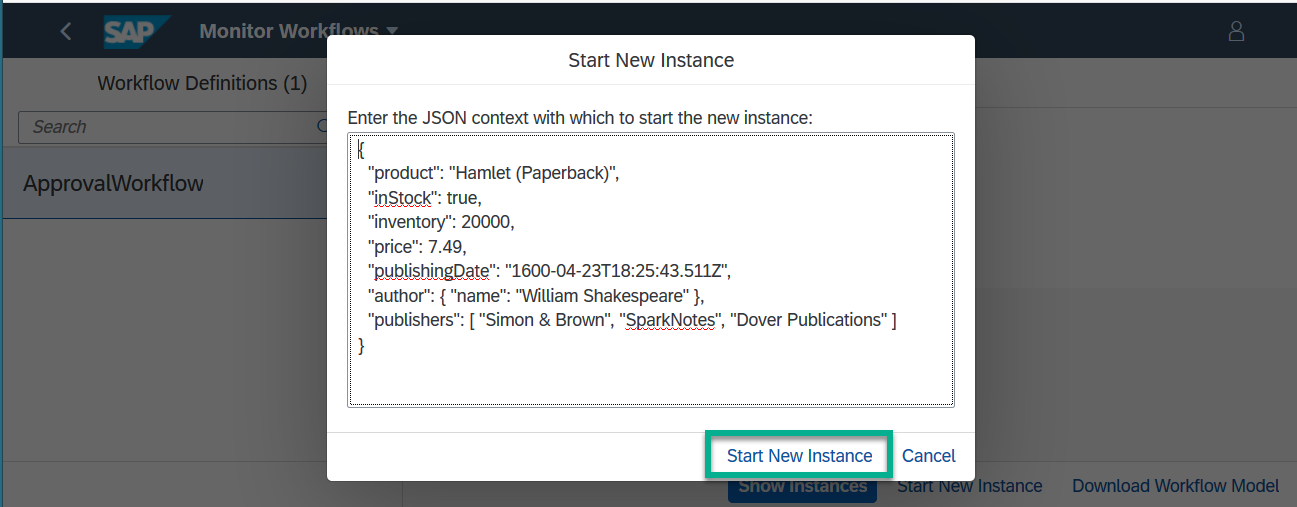 SAP Monitor Workflows
Start New Instance
Workflow Definitions (1)
Enter the JSON context with which to start the new instance:
Search
{
"product": "Hamlet (Paperback)",
ApprovalWorkflow
"inStock": true,
"inventory": 20000,
"price": 7.49,
"publishingDate": "1600-04-23T18:25:43.511Z",
"author": { "name": "William Shakespeare" },
"publishers": [ "Simon & Brown", "SparkNotes", "Dover Publications" ]
}
Start New Instance Cancel
Show Instances Start New Instance Download Workflow Model